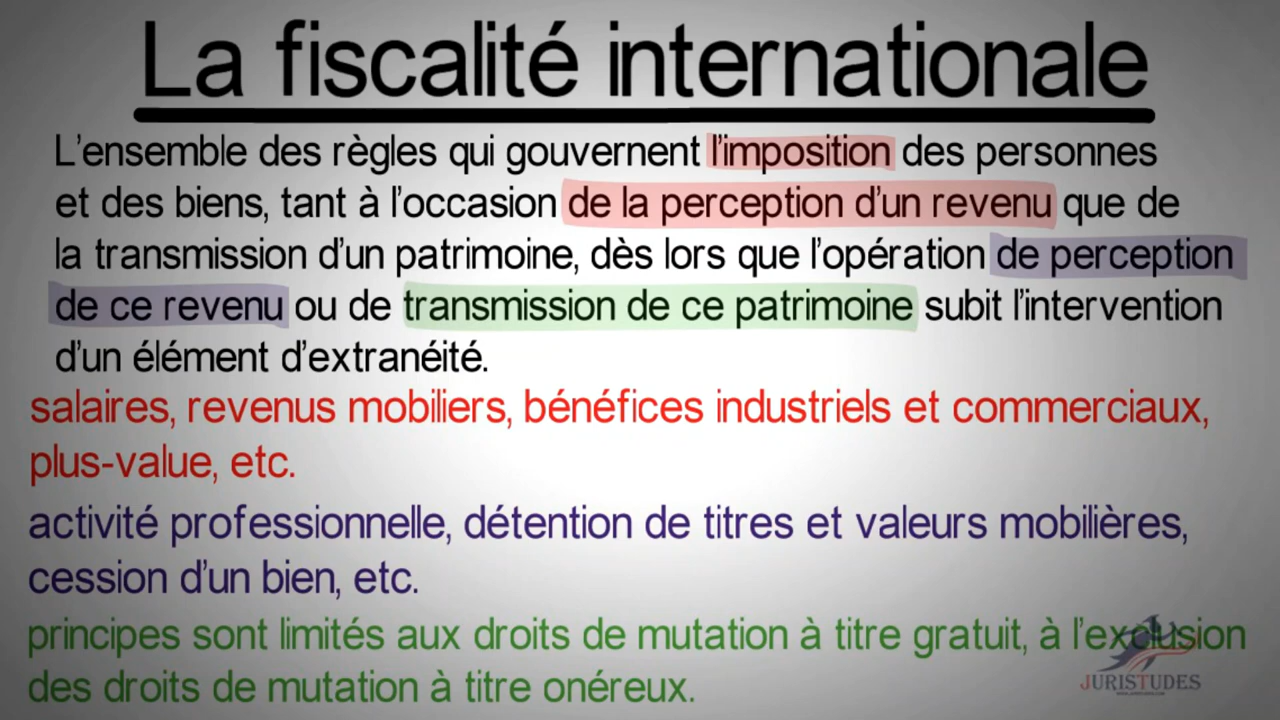 La fiscalité internationale
L'ensemble des règles qui gouvernent l'imposition des personnes
et des biens, tant à l'occasion de la perception d'un revenu que de
la transmission d'un patrimoine, dès lors que l'opération de perception
de ce revenu ou de transmission de ce patrimoine subit l'intervention
d'un élément d'extranéité.
salaires, revenus mobiliers, bénéfices industriels et commerciaux,
plus-value, etc.
activité professionnelle, détention de titres et valeurs mobilières,
cession d'un bien, etc.
principes sont limités aux droits de mutation à titre gratuit, à l'exclusion
des droits de mutation à titre onéreux.
JURISTUDES